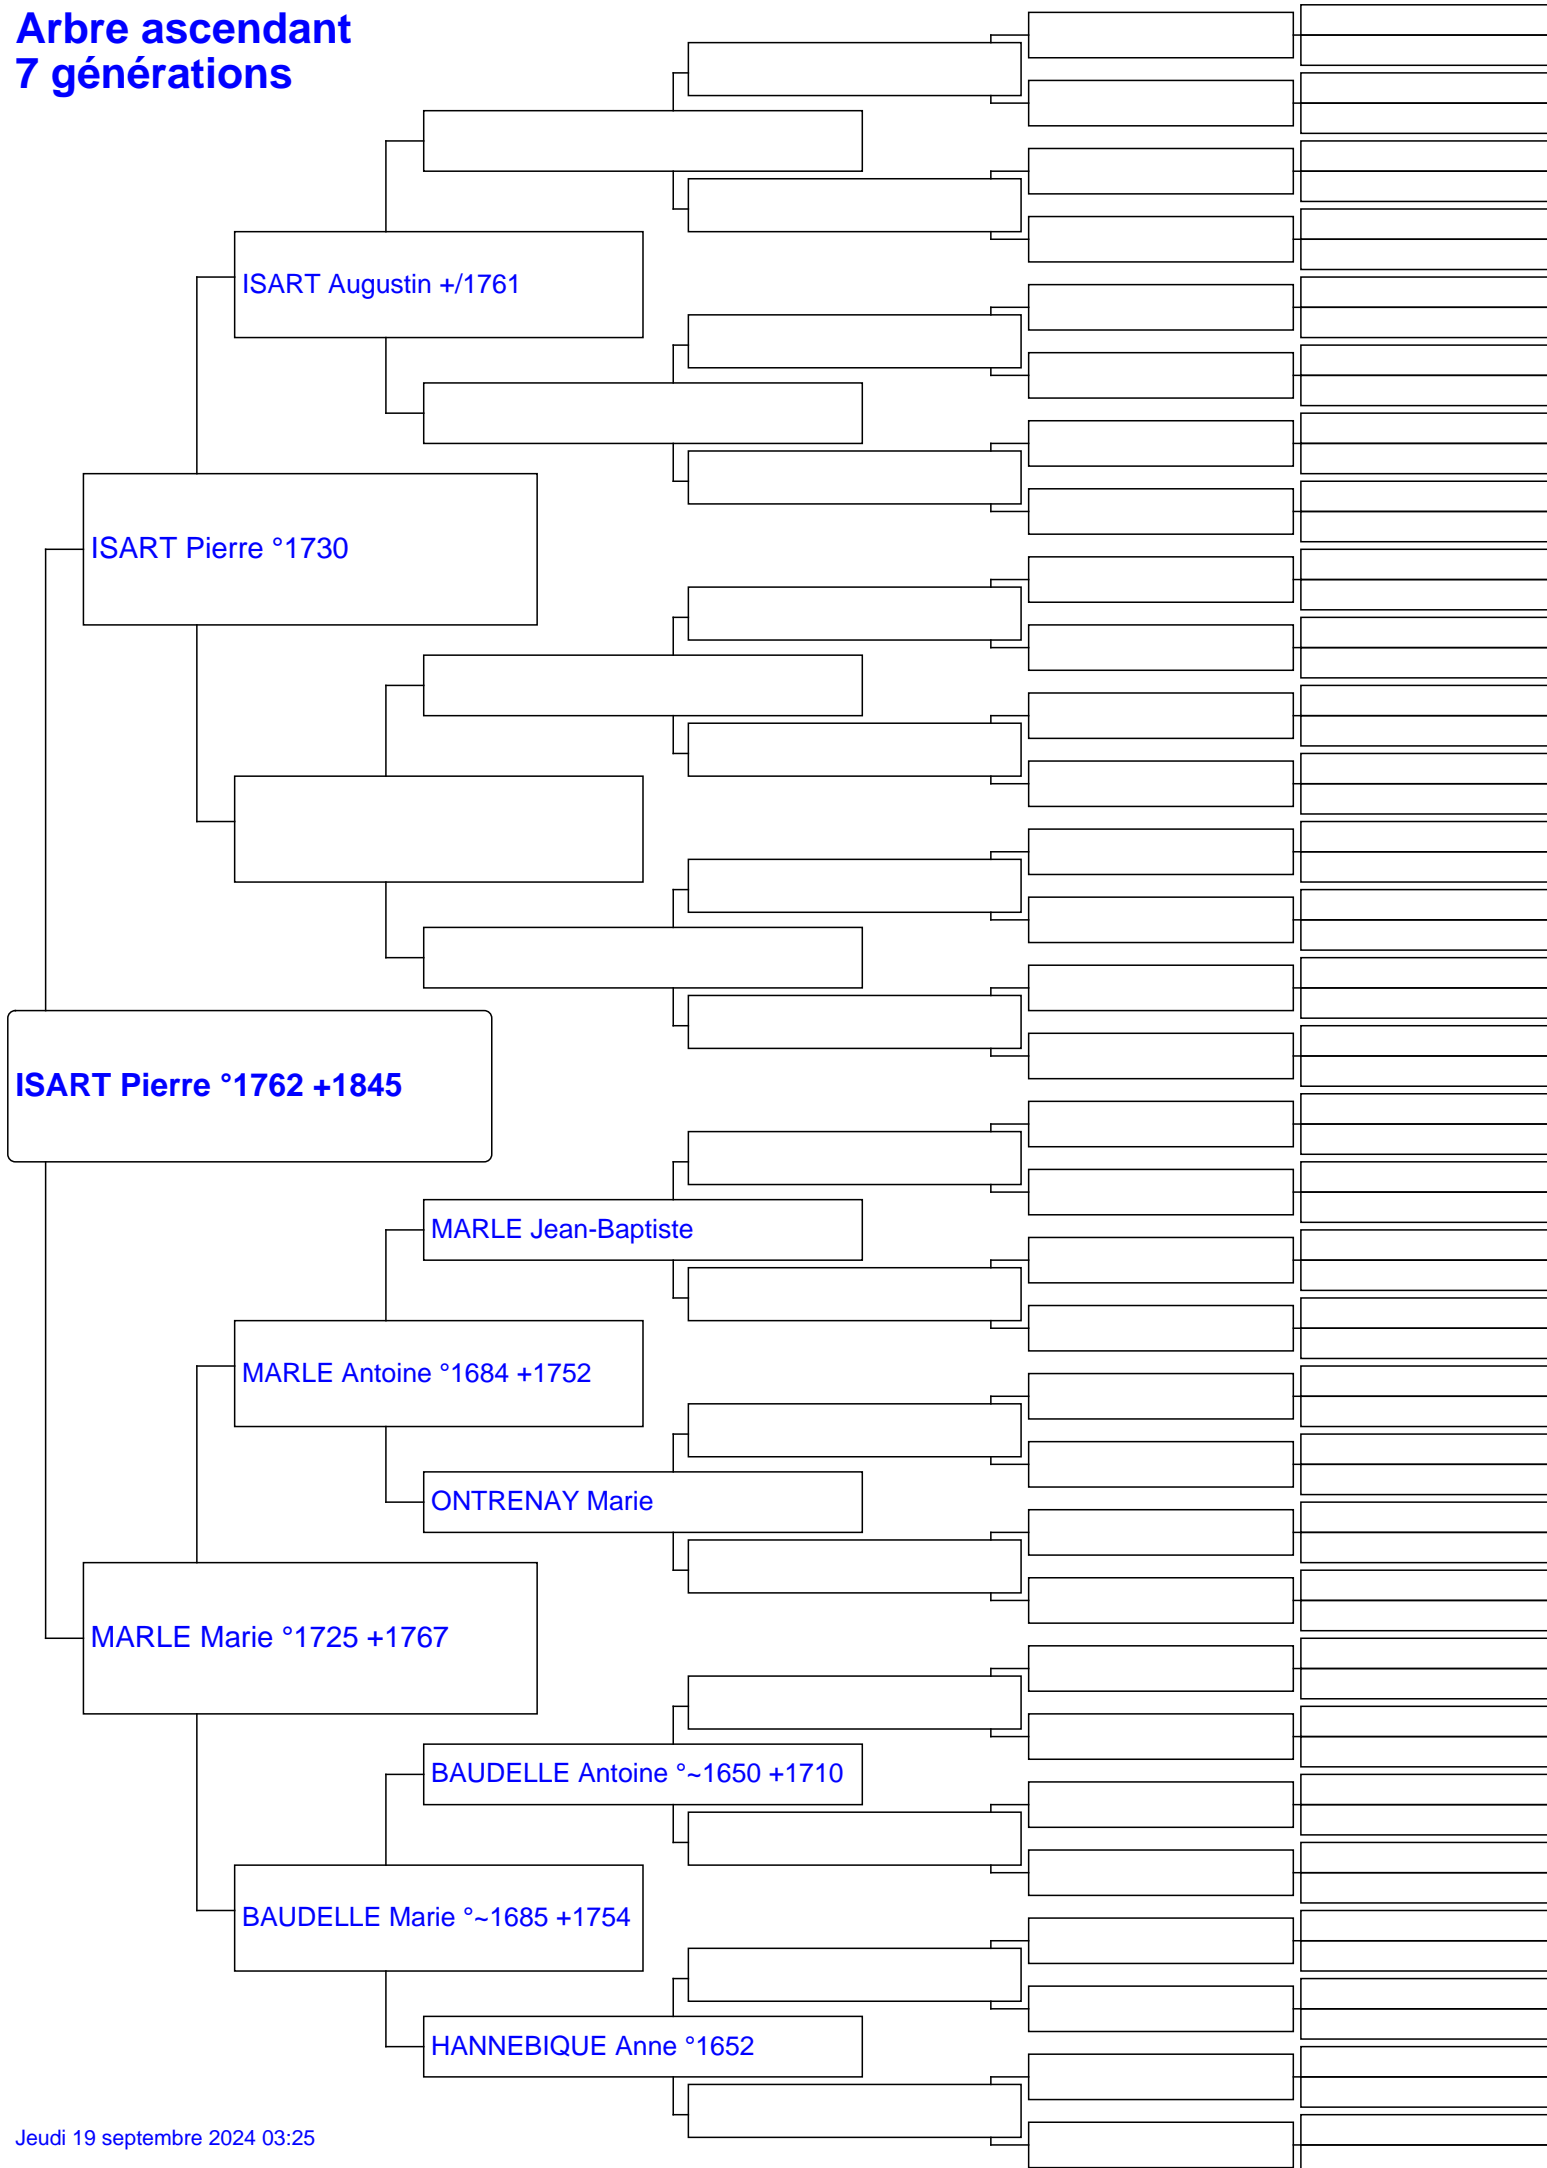 Arbre ascendant
7 générations
ISART Augustin +/1761
ISART Pierre °1730
ISART Pierre °1762 +1845
MARLE Jean-Baptiste
MARLE Antoine °1684 +1752
ONTRENAY Marie
MARLE Marie °1725 +1767
BAUDELLE Antoine °~1650 +1710
BAUDELLE Marie °~1685 +1754
HANNEBIQUE Anne °1652
Jeudi 19 septembre 2024 03:25